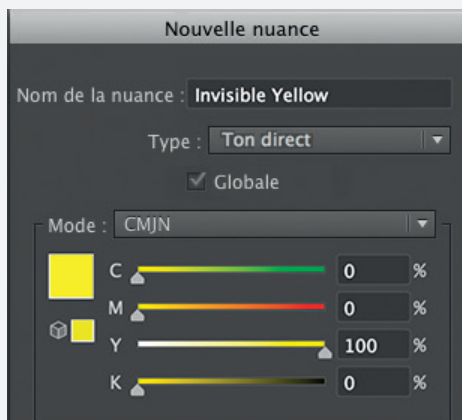 Nouvelle nuance
Nom de la nuance : Invisible Yellow
Type : Ton direct
Globale
Mode : CMJN
C 0 %
M 0 %
Y 100 %
K 0 %